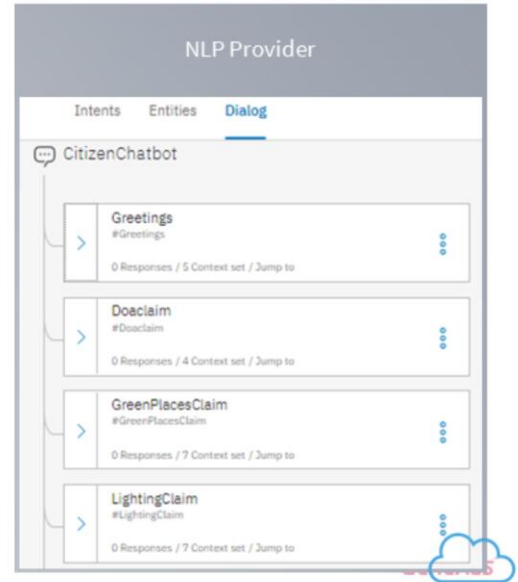 NLP Provider
Intents Entities Dialog
CitizenChatbot
Greetings
#Greetings
0 Responses / 5 Context set / Jump to
Doaclaim
#Doaclaim
0 Responses / 4 Context set / Jump to
GreenPlacesClaim
#GreenPlacesClaim
0 Responses / 7 Context set / Jump to
LightingClaim
#LightingClaim
0 Responses / 7 Context set / Jump to